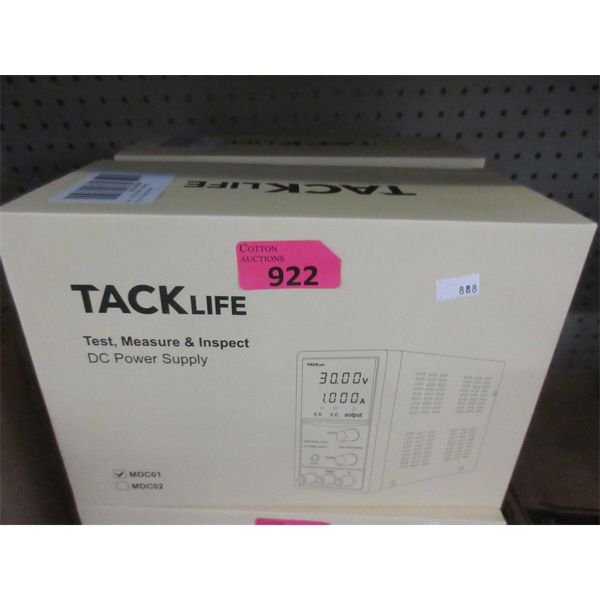 TACKLIFE
COTTON
AUCTIONS
922
888
TACKLIFE
Test, Measure & Inspect
DC Power Supply
TACKLIFE
30.00V
1.000A
C.V. C.C. output
MDC01
MDC02